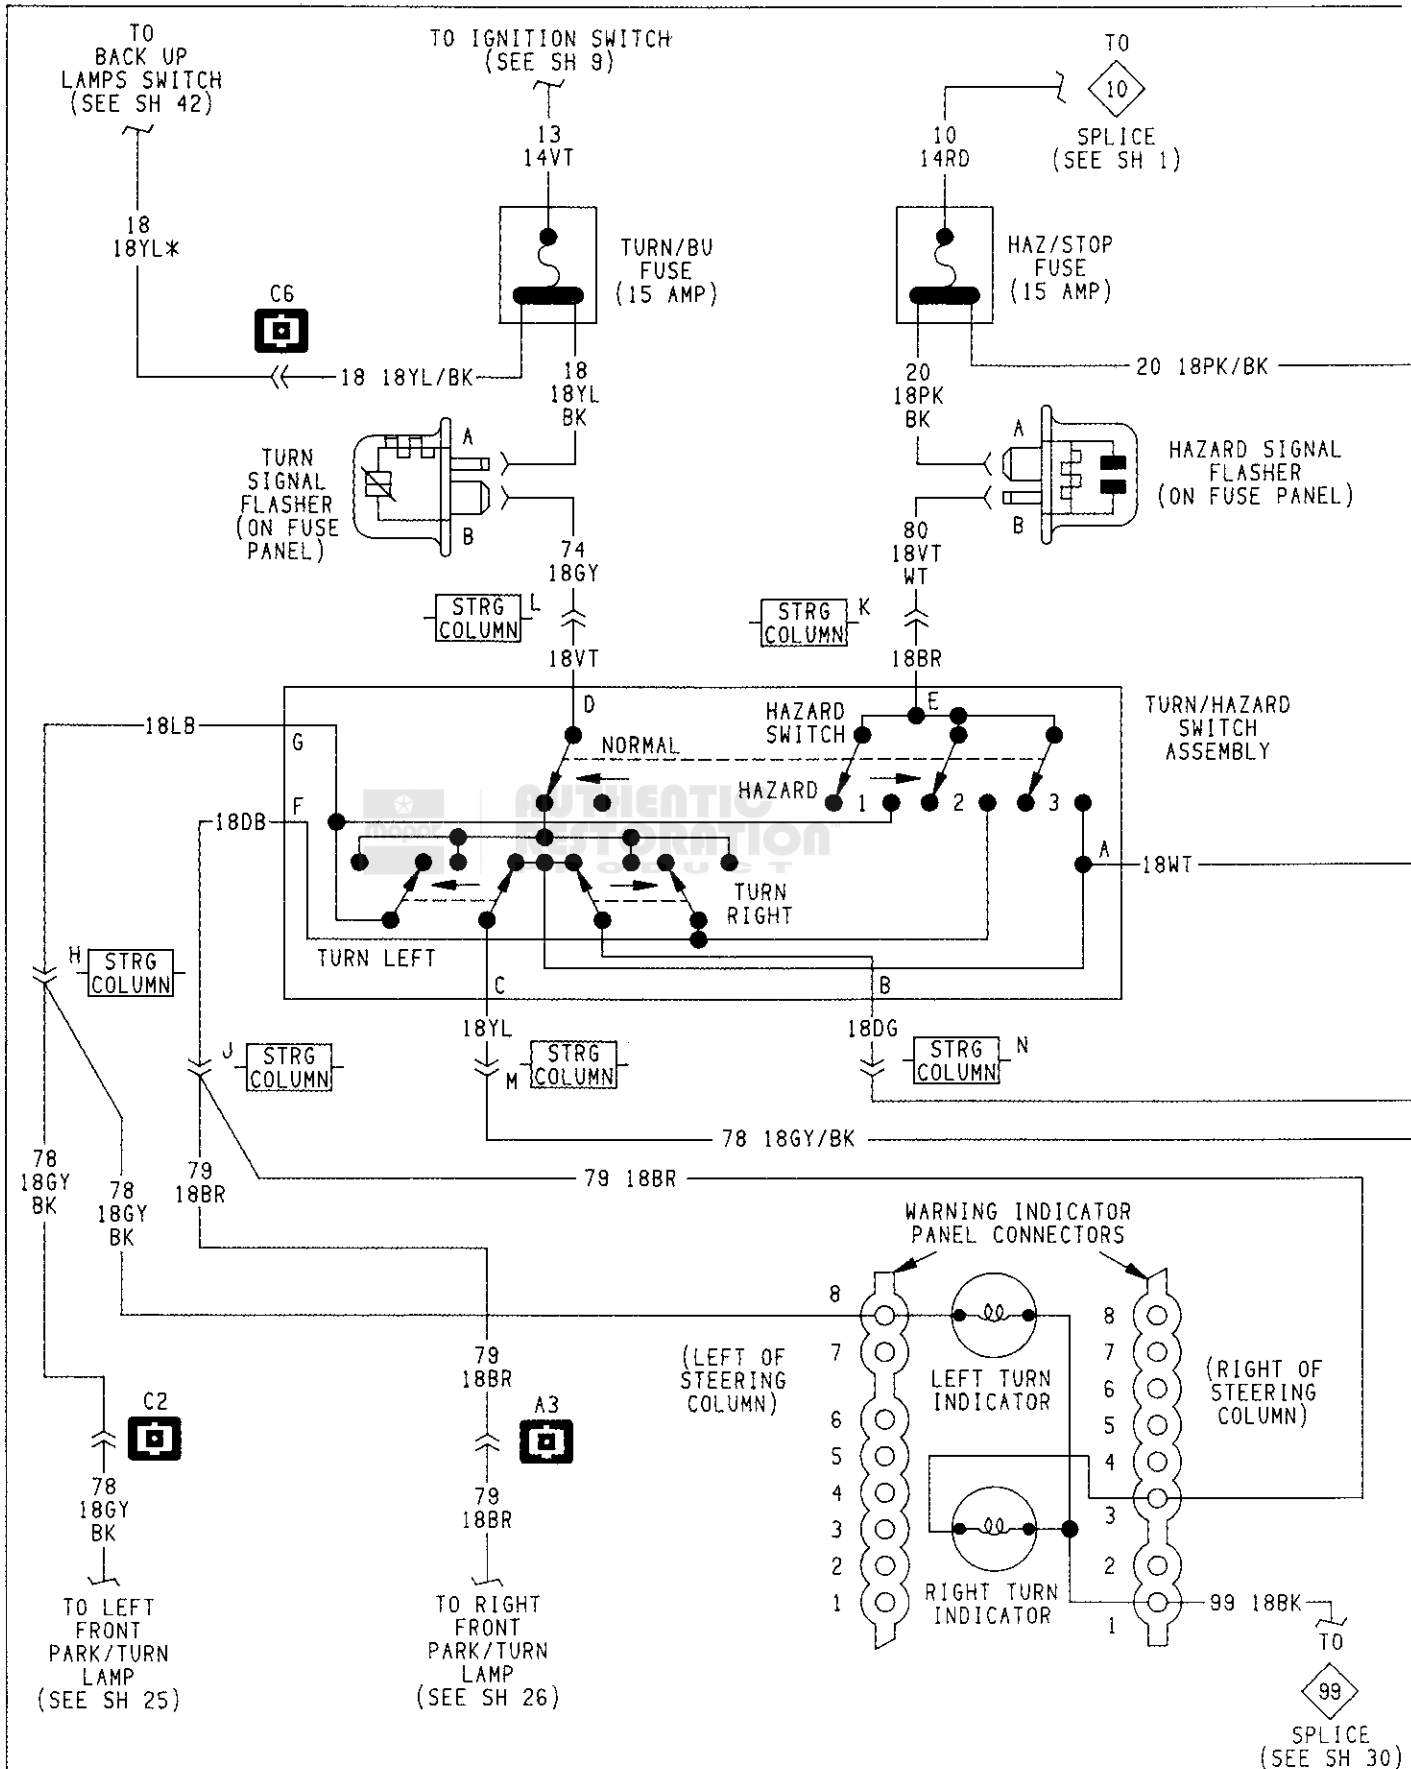 TO
BACK UP
LAMPS SWITCH
(SEE SH 42)
TO IGNITION SWITCH
(SEE SH 9)
TO
10
SPLICE
(SEE SH 1)
13
14VT
10
14RD
18
18YL*
TURN/BU
FUSE
(15 AMP)
HAZ/STOP
FUSE
(15 AMP)
C6
18 18YL/BK
18
18YL
BK
20
18PK
BK
20 18PK/BK
TURN
SIGNAL
FLASHER
(ON FUSE
PANEL)
A
B
A
B
HAZARD SIGNAL
FLASHER
(ON FUSE PANEL)
74
18GY
80
18VT
WT
STRG
COLUMN
L
STRG
COLUMN
K
18VT
18BR
18LB
G
D
NORMAL
HAZARD
SWITCH
E
TURN/HAZARD
SWITCH
ASSEMBLY
HAZARD
1
2
3
18DB
F
mopar
AUTHENTIC
RESTORATION
PRODUCT
A
18WT
TURN
RIGHT
TURN LEFT
H
STRG
COLUMN
C
B
18YL
18DG
J
STRG
COLUMN
M
STRG
COLUMN
STRG
COLUMN
N
78 18GY/BK
78
18GY
BK
78
18GY
BK
79
18BR
79 18BR
WARNING INDICATOR
PANEL CONNECTORS
8
7
6
5
4
3
2
1
(LEFT OF
STEERING
COLUMN)
LEFT TURN
INDICATOR
RIGHT TURN
INDICATOR
8
7
6
5
4
3
2
1
(RIGHT OF
STEERING
COLUMN)
79
18BR
C2
A3
78
18GY
BK
79
18BR
99 18BK
TO
99
SPLICE
(SEE SH 30)
TO LEFT
FRONT
PARK/TURN
LAMP
(SEE SH 25)
TO RIGHT
FRONT
PARK/TURN
LAMP
(SEE SH 26)